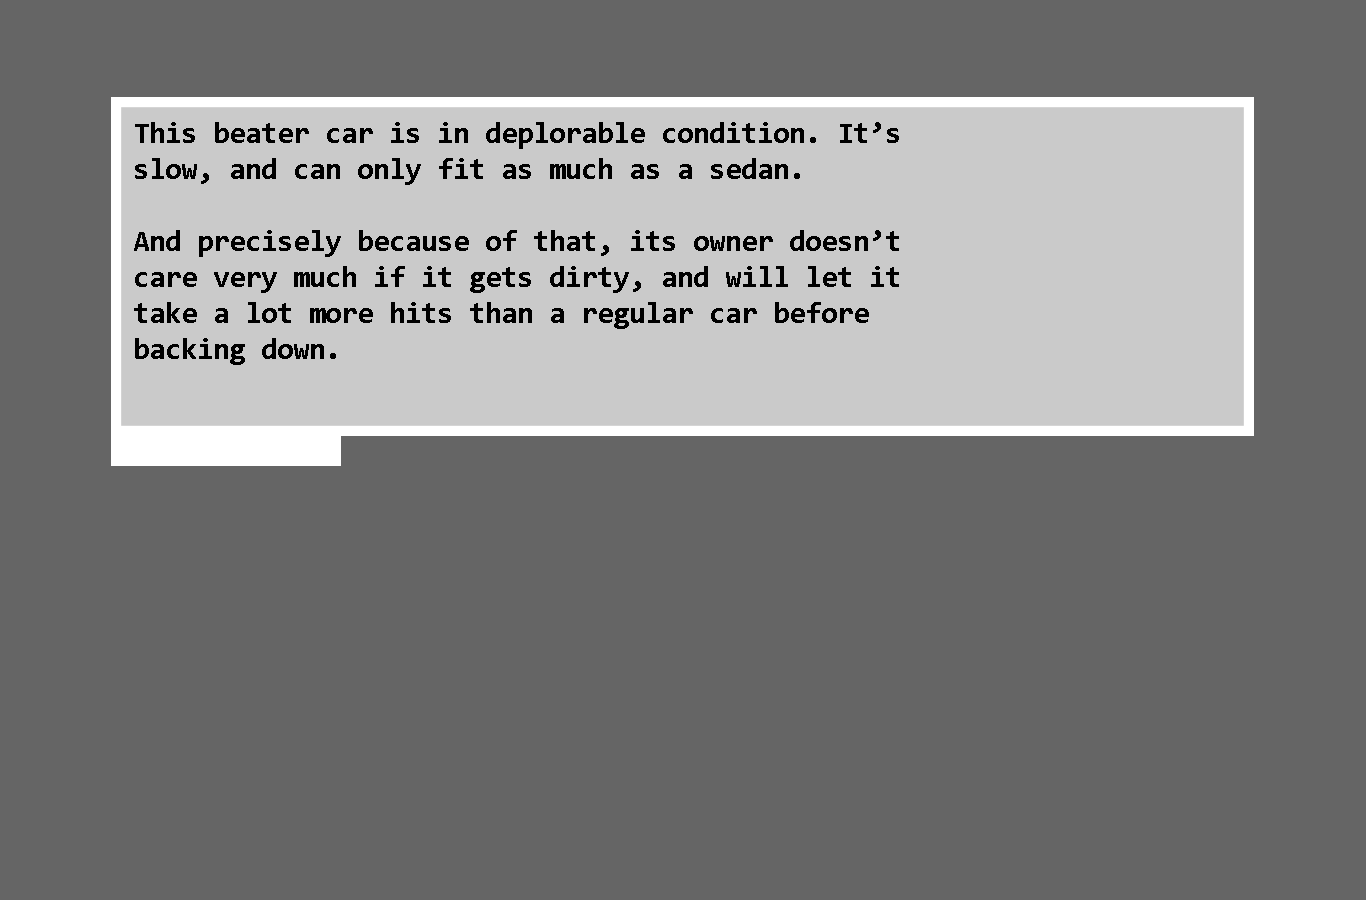 This beater car is in deplorable condition. It’s
slow, and can only fit as much as a sedan.
And precisely because of that, its owner doesn’t
care very much if it gets dirty, and will let it
take a lot more hits than a regular car before
backing down.